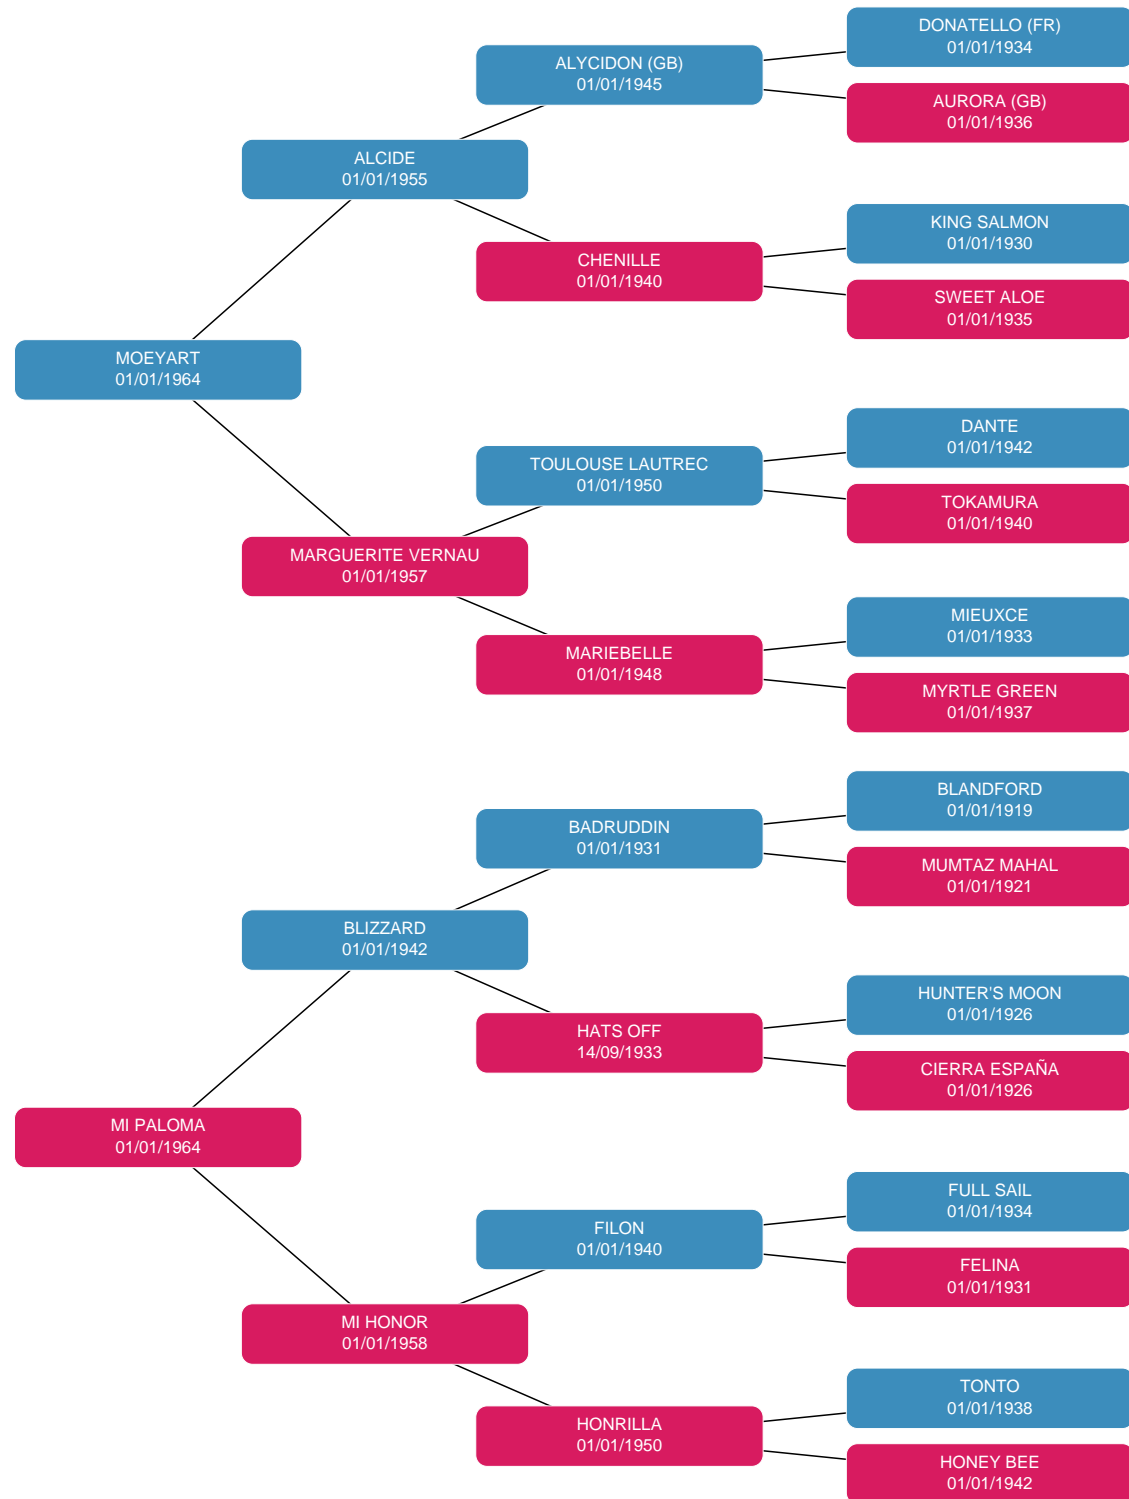 DONATELLO (FR)
01/01/1934
ALYCIDON (GB)
01/01/1945
AURORA (GB)
01/01/1936
ALCIDE
01/01/1955
KING SALMON
01/01/1930
CHENILLE
01/01/1940
SWEET ALOE
01/01/1935
MOEYART
01/01/1964
DANTE
01/01/1942
TOULOUSE LAUTREC
01/01/1950
TOKAMURA
01/01/1940
MARGUERITE VERNAU
01/01/1957
MIEUXCE
01/01/1933
MARIEBELLE
01/01/1948
MYRTLE GREEN
01/01/1937
BLANDFORD
01/01/1919
BADRUDDIN
01/01/1931
MUMTAZ MAHAL
01/01/1921
BLIZZARD
01/01/1942
HUNTER'S MOON
01/01/1926
HATS OFF
14/09/1933
CIERRA ESPAÑA
01/01/1926
MI PALOMA
01/01/1964
FULL SAIL
01/01/1934
FILON
01/01/1940
FELINA
01/01/1931
MI HONOR
01/01/1958
TONTO
01/01/1938
HONRILLA
01/01/1950
HONEY BEE
01/01/1942